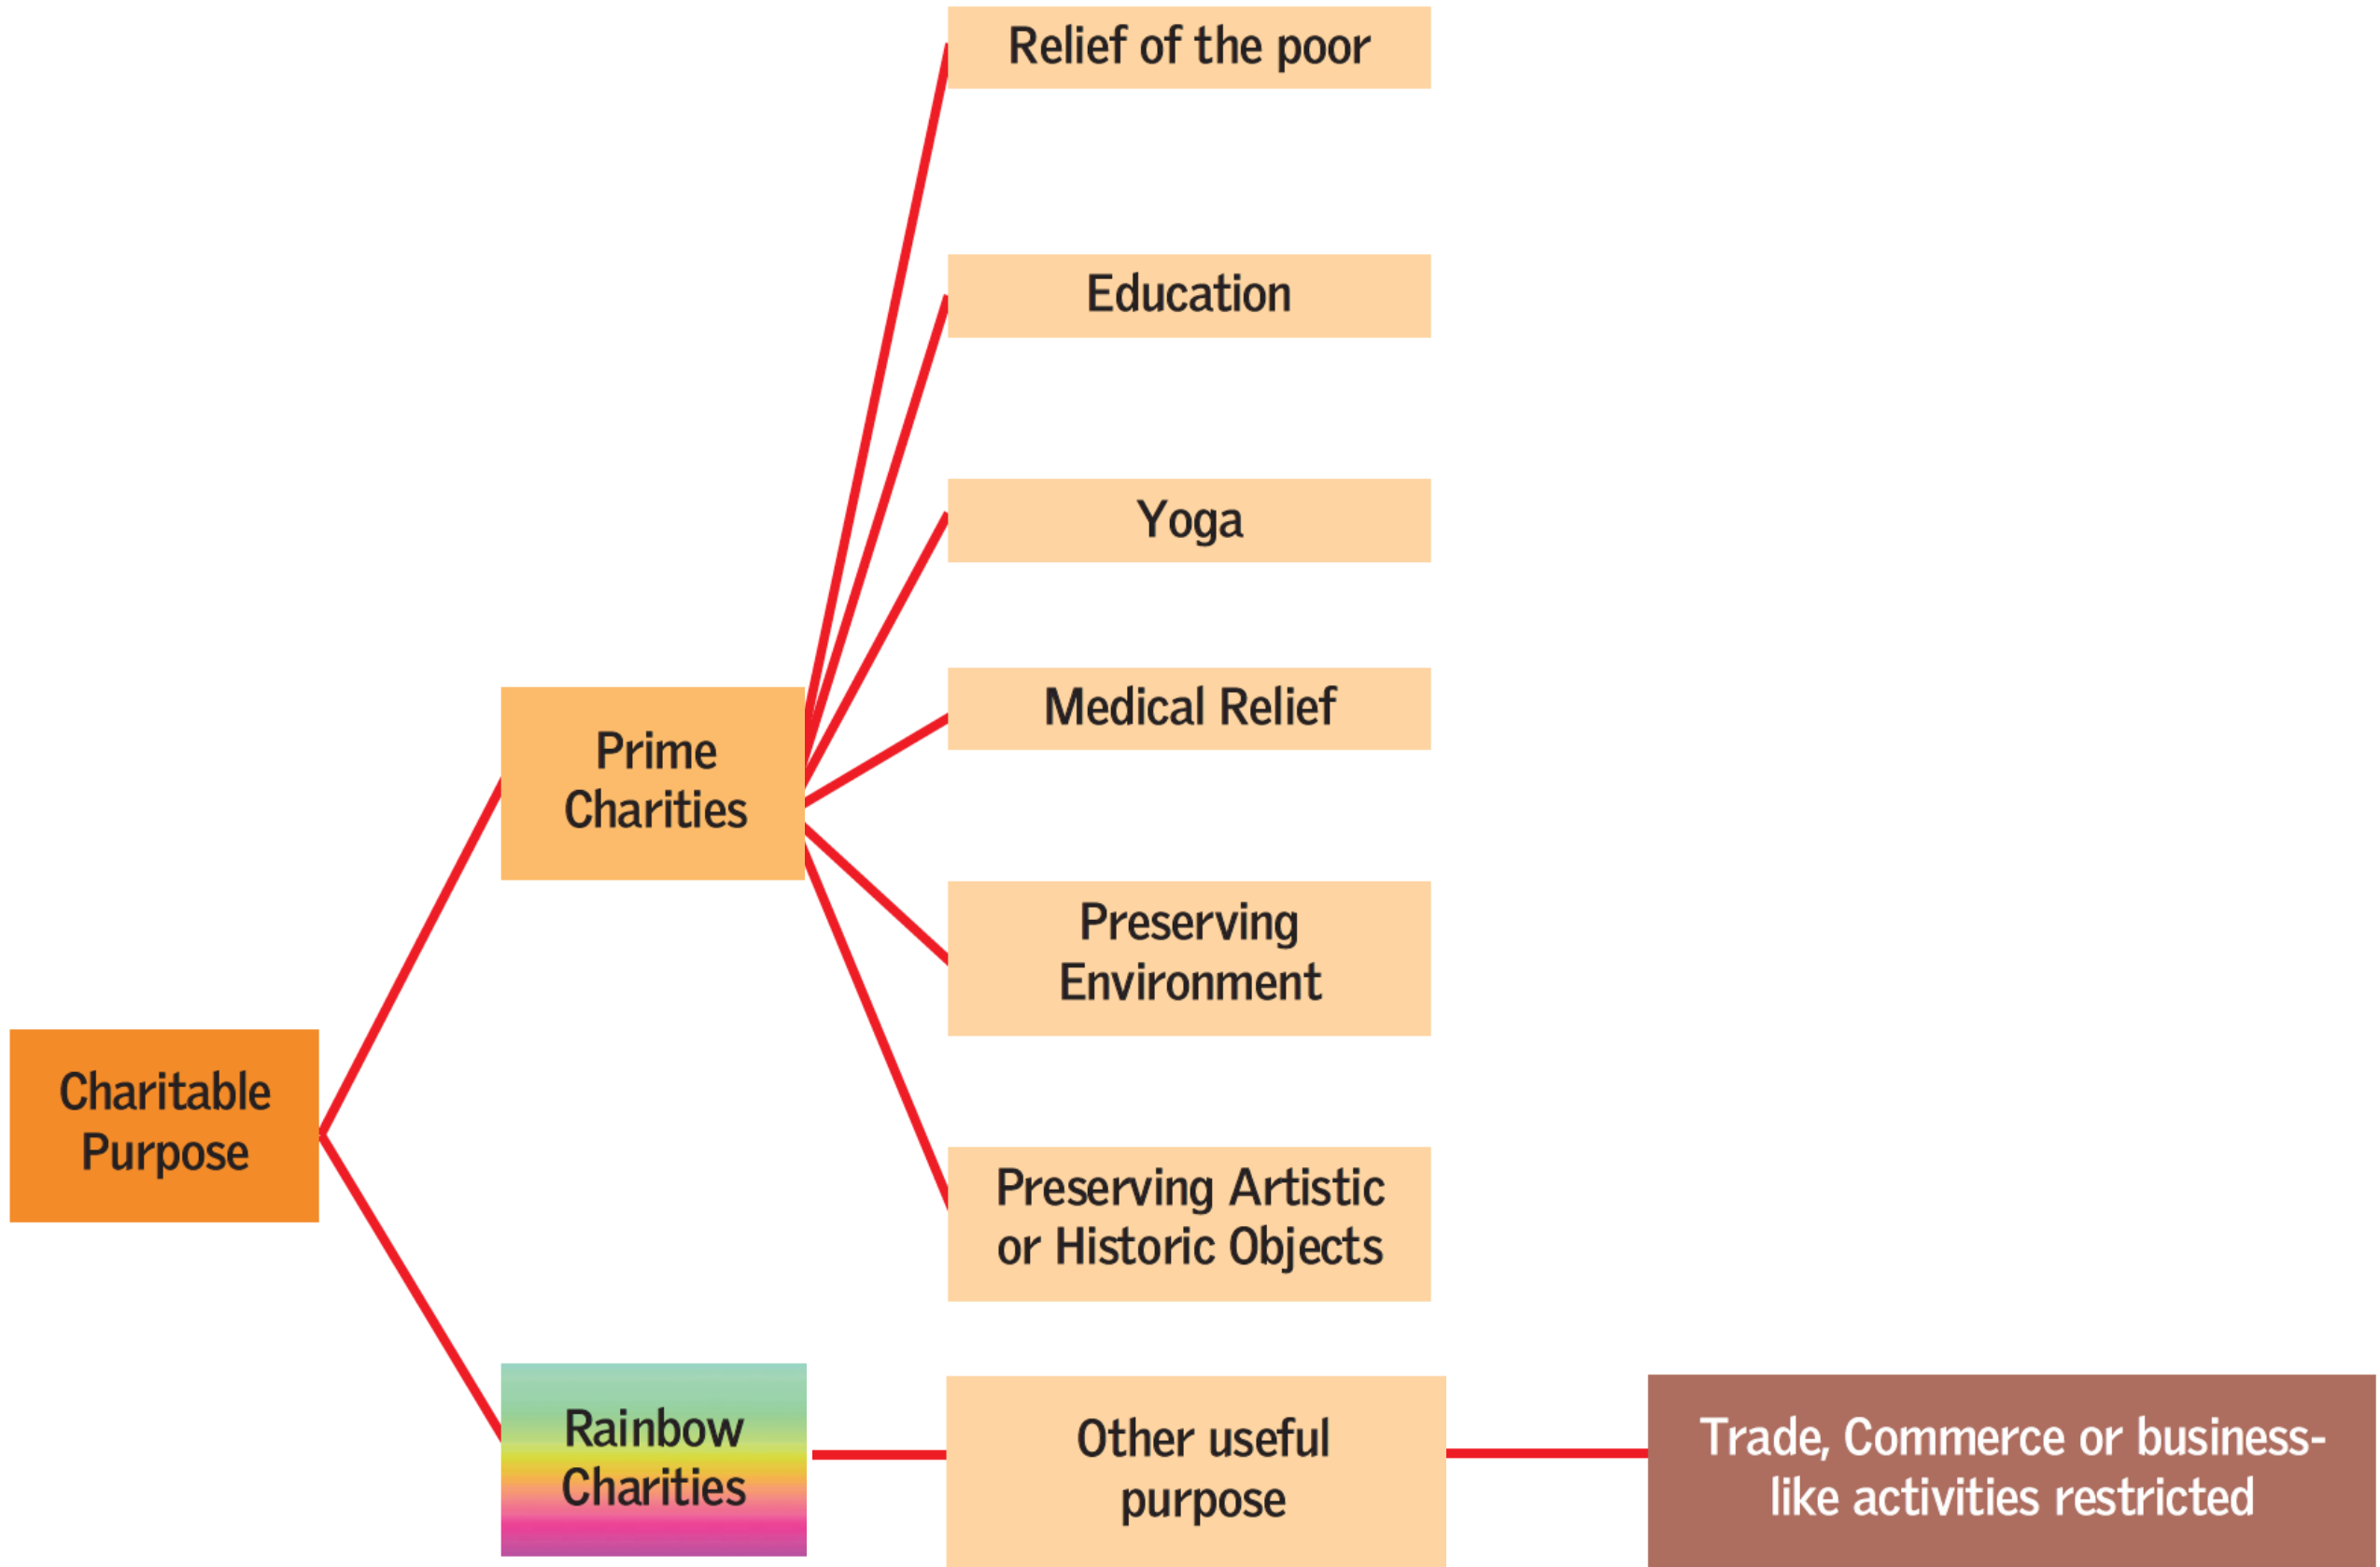 Relief of the poor
Education
Yoga
Medical Relief
Prime
Charities
Preserving
Environment
Charitable
Purpose
Preserving Artistic
or Historic Objects
Rainbow
Charities
Other useful
purpose
Trade, Commerce or business-
like activities restricted